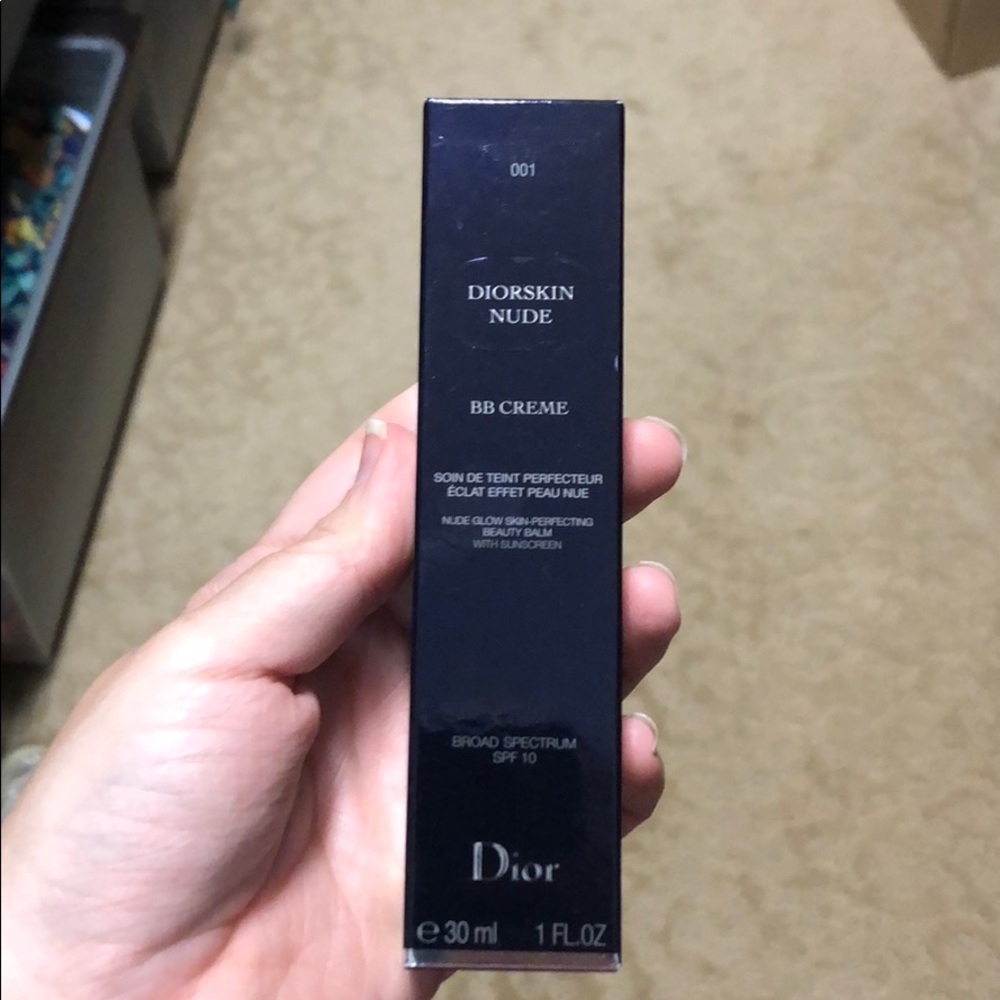 001
DIORSKIN
NUDE
BB CREME
SOIN DE TEINT PERFECTEUR
ÉCLAT EFFET PEAU NUE
NUDE GLOW SKIN-PERFECTING
BEAUTY BALM
WITH SUNSCREEN
BROAD SPECTRUM
SPF 10
Dior
℮ 30 ml 1 FL.OZ